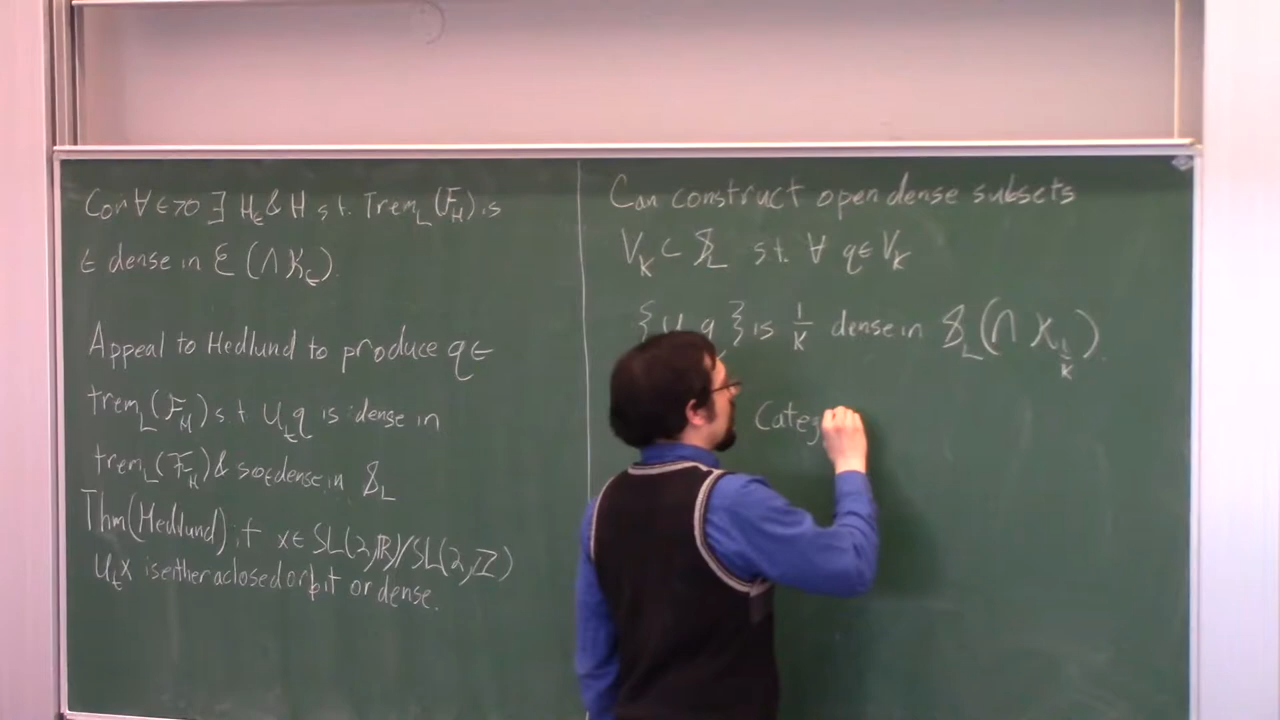 Cor ∀ ε>0 ∃ H_ε & H s.t. Trem_L(F_H) is
ε dense in E (∩ K_ε).
Appeal to Hedlund to produce q ∈
trem_L(F_H) s.t. U_t q is dense in
trem_L(F_H) & so ε dense in 𝓔_L
Thm (Hedlund) if x ∈ SL(2,ℝ)/SL(2,ℤ)
U_t x is either a closed orbit or dense.
Can construct open dense subsets
V_K ⊂ 𝓔_L s.t. ∀ q ∈ V_K
{U q} is 1/K dense in 𝓔_L (∩ K_{1/K}).
Categ